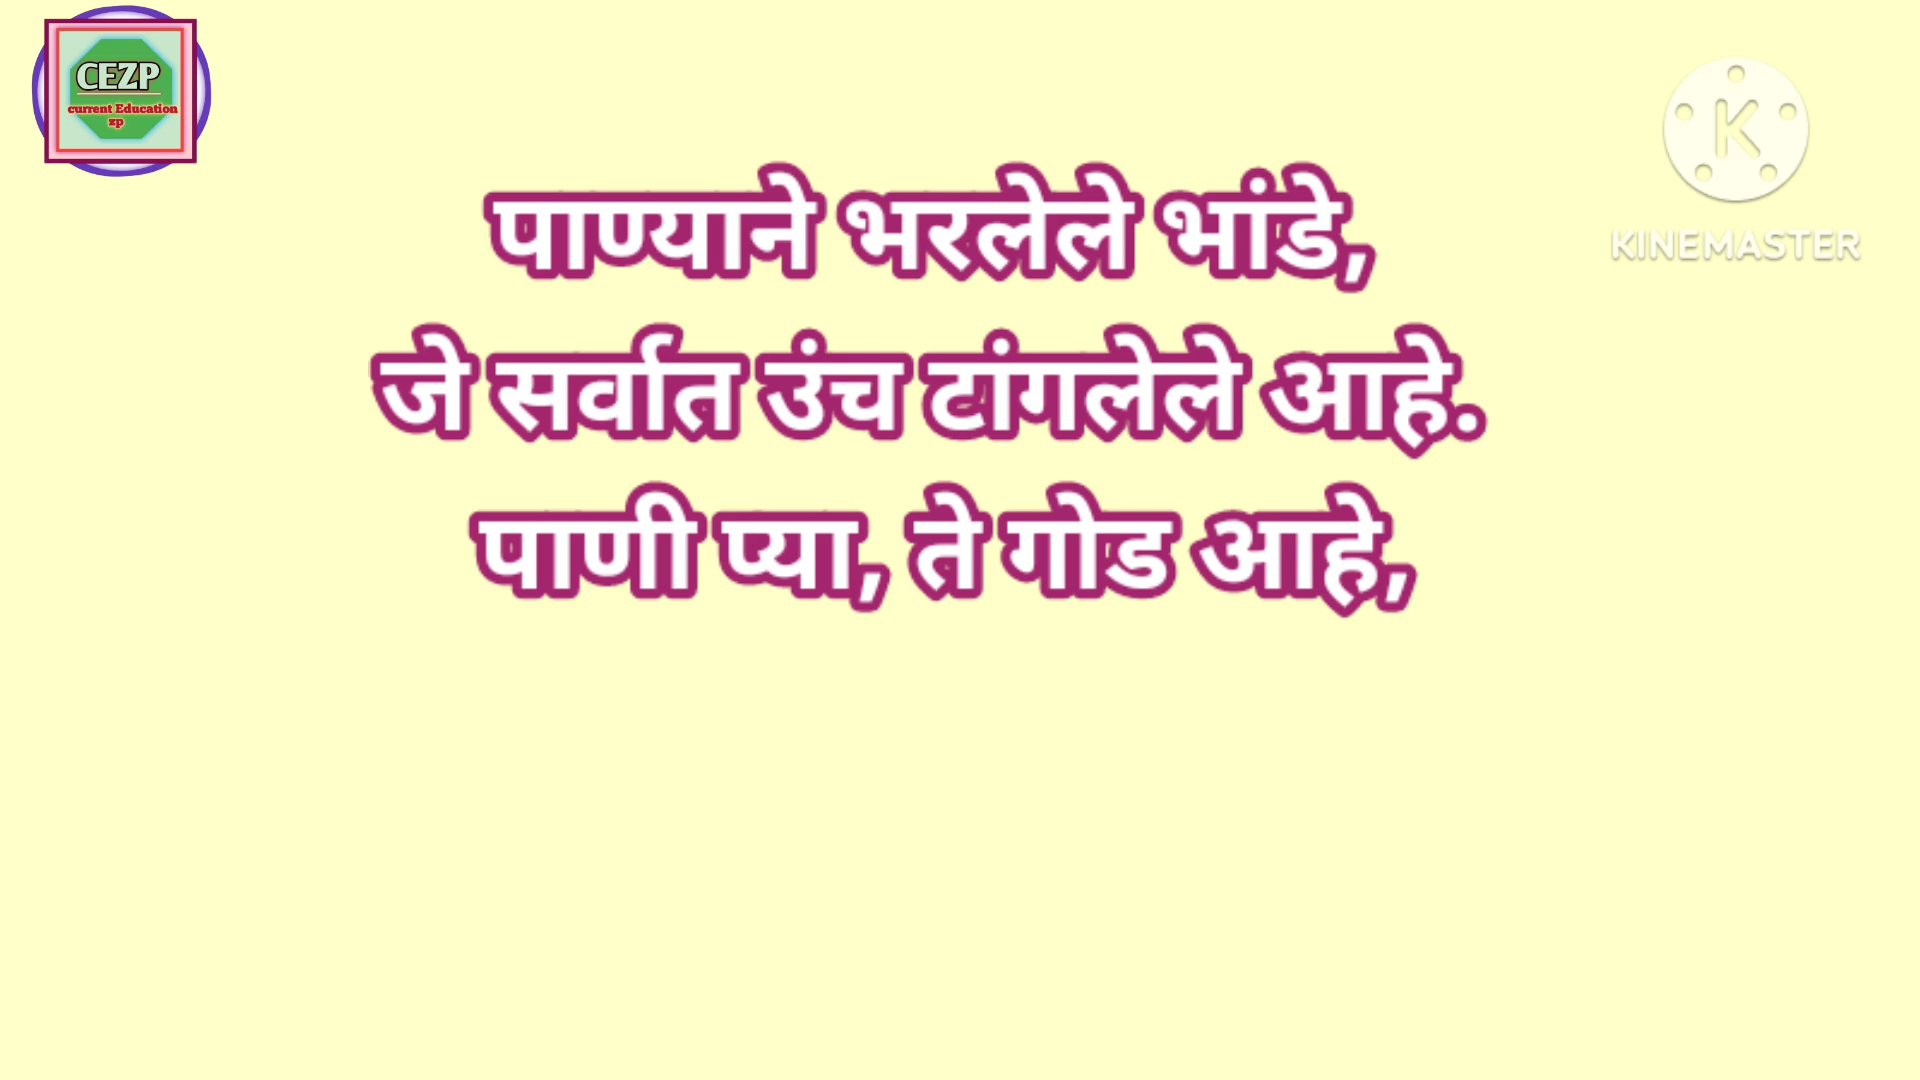 CEZP
current Education
zp
K
KINEMASTER
पाण्याने भरलेले भांडे,
जे सर्वात उंच टांगलेले आहे.
पाणी प्या, ते गोड आहे,